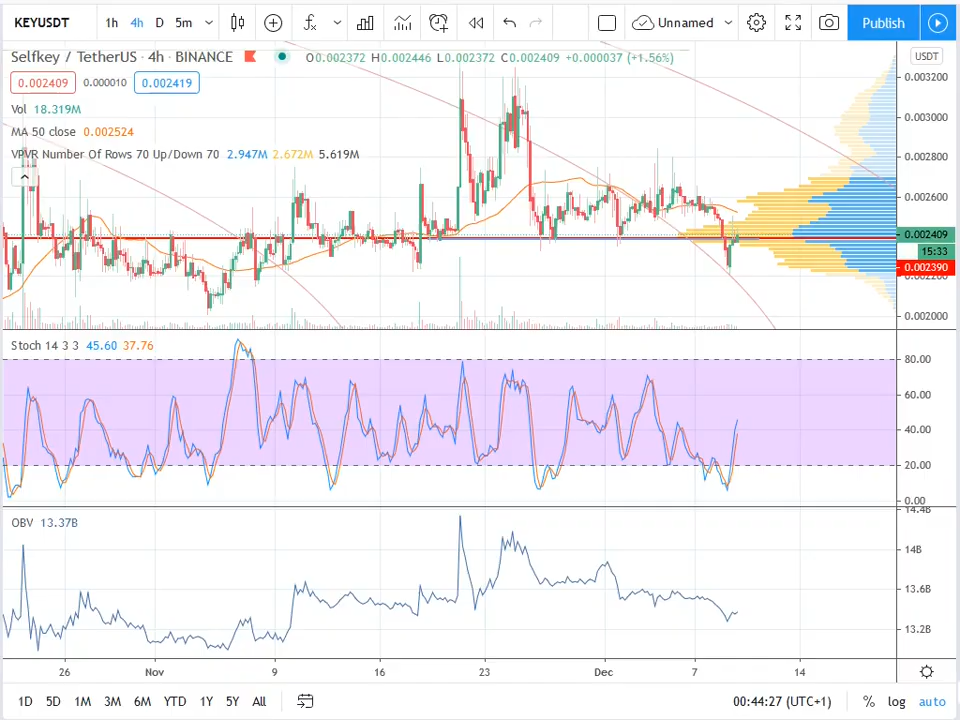 KEYUSDT 1h 4h D 5m Unnamed Publish
Selfkey / TetherUS · 4h · BINANCE O0.002372 H0.002446 L0.002372 C0.002409 +0.000037 (+1.56%) USDT
0.002409 0.000010 0.002419
Vol 18.319M
MA 50 close 0.002524
VPVR Number Of Rows 70 Up/Down 70 2.947M 2.672M 5.619M
0.003200
0.003000
0.002800
0.002600
0.002409
15:33
0.002390
0.002200
0.002000
Stoch 14 3 3 45.60 37.76
80.00
60.00
40.00
20.00
0.00
OBV 13.37B
14.4B
14B
13.6B
13.2B
26 Nov 9 16 23 Dec 7 14
1D 5D 1M 3M 6M YTD 1Y 5Y All 00:44:27 (UTC+1) % log auto